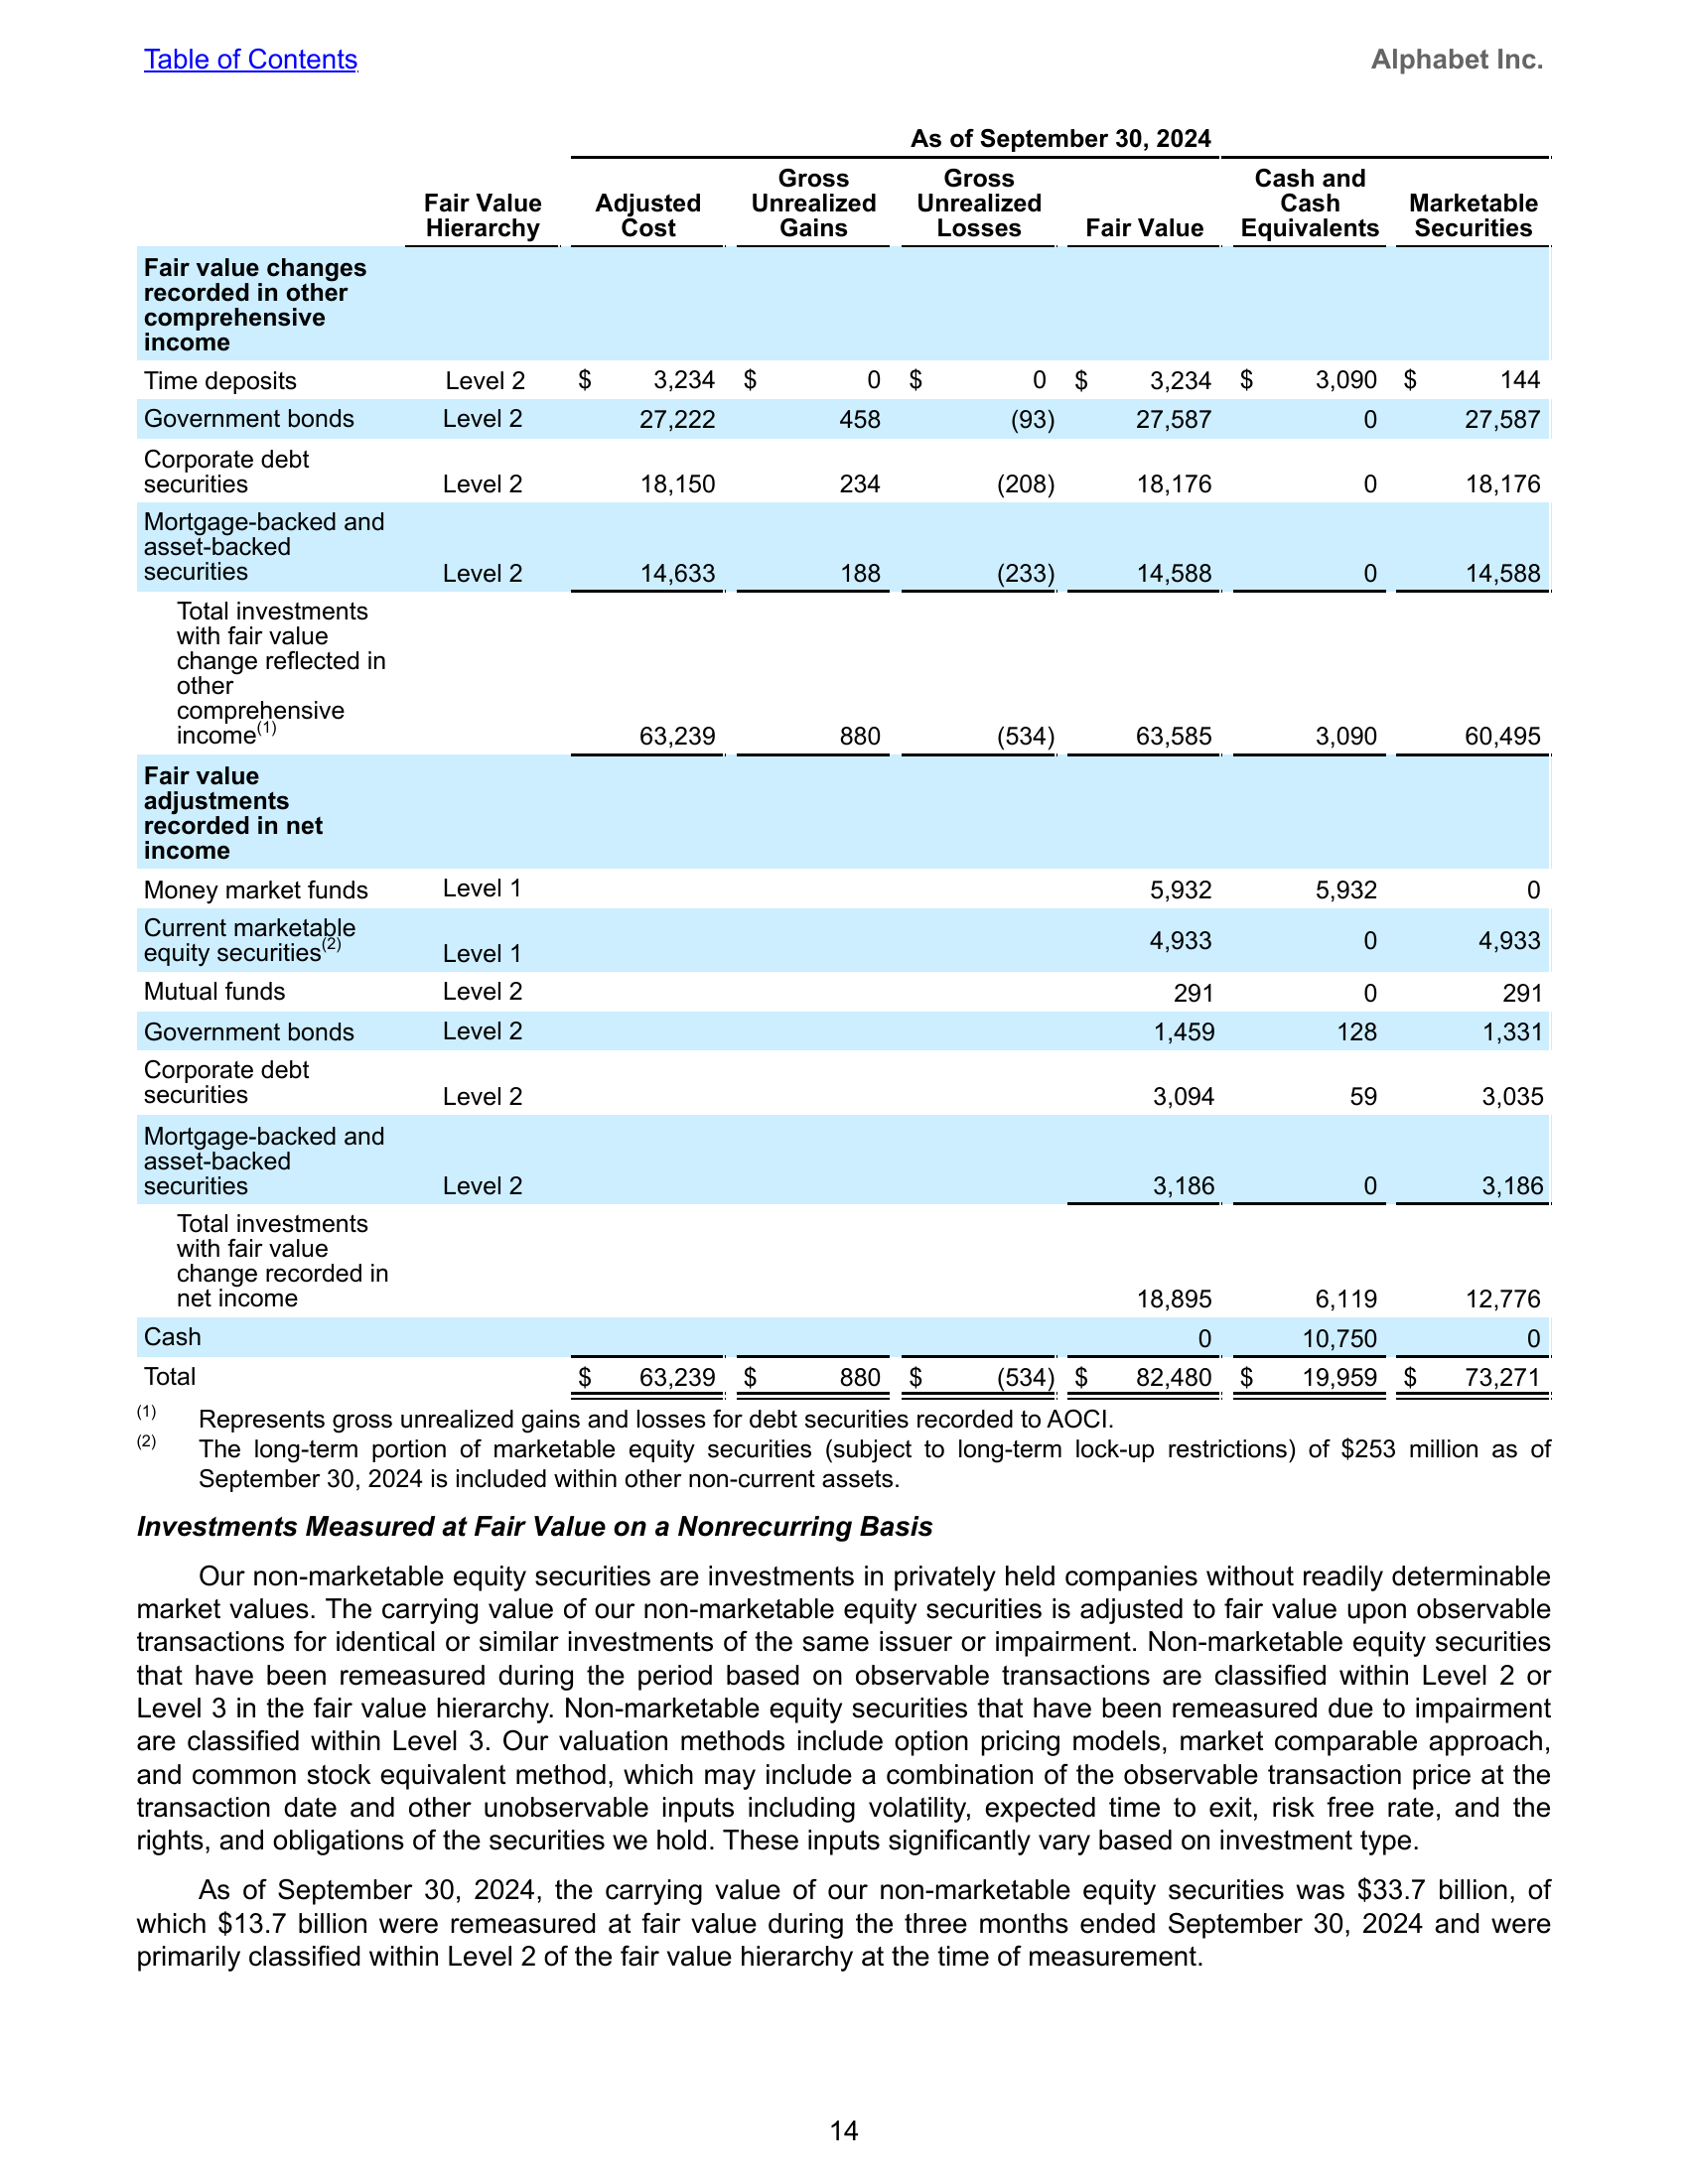 Table of Contents Alphabet Inc.
As of September 30, 2024
Fair Value Hierarchy Adjusted Cost Gross Unrealized Gains Gross Unrealized Losses Fair Value Cash and Cash Equivalents Marketable Securities
Fair value changes
recorded in other
comprehensive
income
Time deposits Level 2 $ 3,234 $ 0 $ 0 $ 3,234 $ 3,090 $ 144
Government bonds Level 2 27,222 458 (93) 27,587 0 27,587
Corporate debt
securities Level 2 18,150 234 (208) 18,176 0 18,176
Mortgage-backed and
asset-backed
securities Level 2 14,633 188 (233) 14,588 0 14,588
Total investments
with fair value
change reflected in
other
comprehensive
income(1) 63,239 880 (534) 63,585 3,090 60,495
Fair value
adjustments
recorded in net
income
Money market funds Level 1 5,932 5,932 0
Current marketable
equity securities(2) Level 1 4,933 0 4,933
Mutual funds Level 2 291 0 291
Government bonds Level 2 1,459 128 1,331
Corporate debt
securities Level 2 3,094 59 3,035
Mortgage-backed and
asset-backed
securities Level 2 3,186 0 3,186
Total investments
with fair value
change recorded in
net income 18,895 6,119 12,776
Cash 0 10,750 0
Total $ 63,239 $ 880 $ (534) $ 82,480 $ 19,959 $ 73,271
(1) Represents gross unrealized gains and losses for debt securities recorded to AOCI.
(2) The long-term portion of marketable equity securities (subject to long-term lock-up restrictions) of $253 million as of
September 30, 2024 is included within other non-current assets.
Investments Measured at Fair Value on a Nonrecurring Basis
Our non-marketable equity securities are investments in privately held companies without readily determinable
market values. The carrying value of our non-marketable equity securities is adjusted to fair value upon observable
transactions for identical or similar investments of the same issuer or impairment. Non-marketable equity securities
that have been remeasured during the period based on observable transactions are classified within Level 2 or
Level 3 in the fair value hierarchy. Non-marketable equity securities that have been remeasured due to impairment
are classified within Level 3. Our valuation methods include option pricing models, market comparable approach,
and common stock equivalent method, which may include a combination of the observable transaction price at the
transaction date and other unobservable inputs including volatility, expected time to exit, risk free rate, and the
rights, and obligations of the securities we hold. These inputs significantly vary based on investment type.
As of September 30, 2024, the carrying value of our non-marketable equity securities was $33.7 billion, of
which $13.7 billion were remeasured at fair value during the three months ended September 30, 2024 and were
primarily classified within Level 2 of the fair value hierarchy at the time of measurement.
14